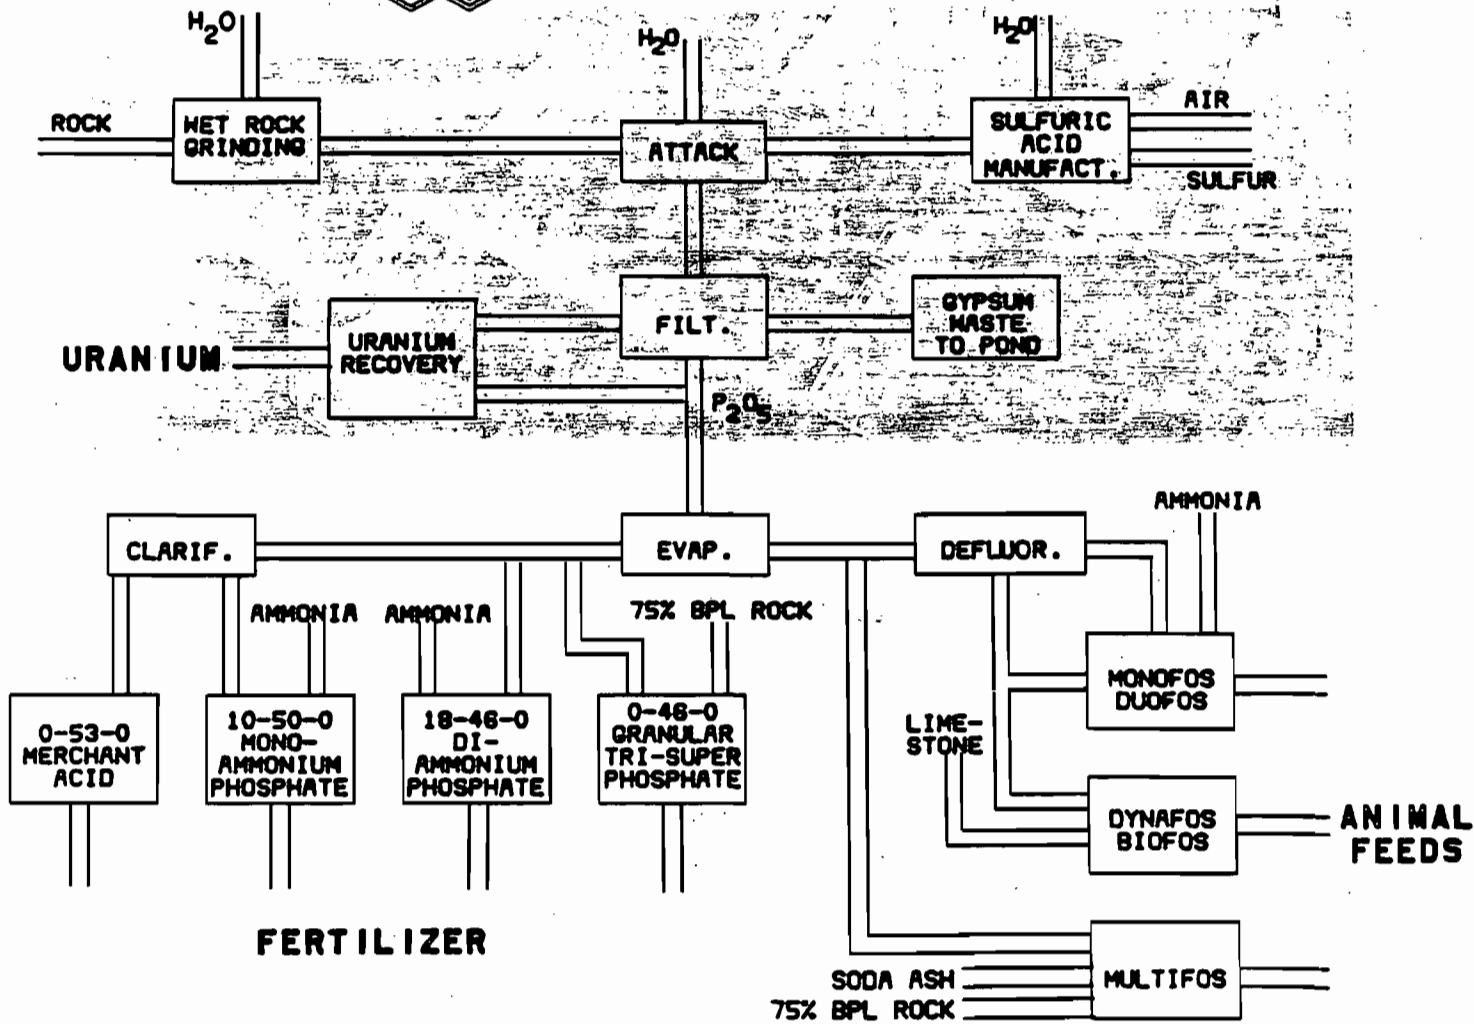 H2O
H2O
H2O
ROCK
WET ROCK
GRINDING
ATTACK
SULFURIC
ACID
MANUFACT.
AIR
SULFUR
URANIUM
URANIUM
RECOVERY
FILT.
GYPSUM
WASTE
TO POND
P2O5
CLARIF.
EVAP.
DEFLUOR.
AMMONIA
AMMONIA
AMMONIA
75% BPL ROCK
0-53-0
MERCHANT
ACID
10-50-0
MONO-
AMMONIUM
PHOSPHATE
18-46-0
DI-
AMMONIUM
PHOSPHATE
0-46-0
GRANULAR
TRI-SUPER
PHOSPHATE
MONOFOS
DUOFOS
LIME-
STONE
DYNAFOS
BIOFOS
ANIMAL
FEEDS
FERTILIZER
SODA ASH
75% BPL ROCK
MULTIFOS